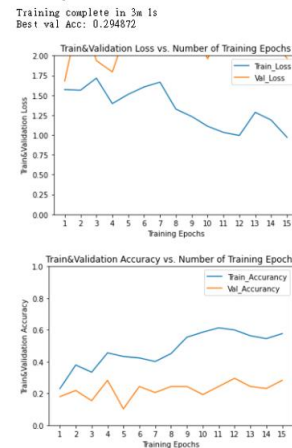 Training complete in 3m 1s
Best val Acc: 0.294872
Train&Validation Loss vs. Number of Training Epochs
2.00
1.75
1.50
1.25
1.00
0.75
0.50
0.25
0.00
Train&Validation Loss
Train_Loss
Val_Loss
1 2 3 4 5 6 7 8 9 10 11 12 13 14 15
Training Epochs
Train&Validation Accuracy vs. Number of Training Epoch
1.0
0.8
0.6
0.4
0.2
0.0
Train&Validation Accuracy
Train_Accurancy
Val_Accurancy
1 2 3 4 5 6 7 8 9 10 11 12 13 14 15
Training Epochs